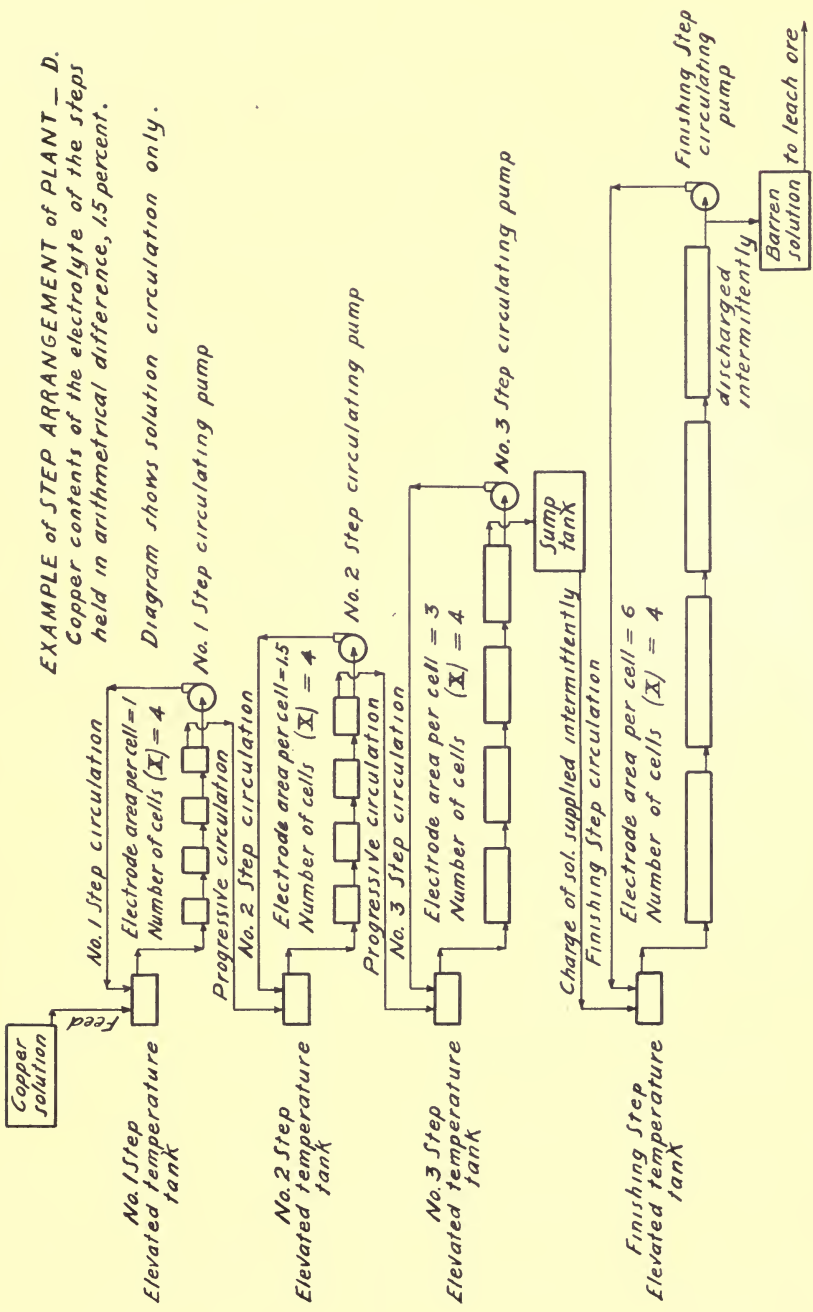 EXAMPLE of STEP ARRANGEMENT of PLANT _ D.
Copper contents of the electrolyte of the steps
held in arithmetrical difference, 1.5 percent.
Diagram shows solution circulation only.
Copper
solution
Feed
No. 1 Step circulation
No. 1 Step
Elevated temperature
tank
Electrode area per cell = 1
Number of cells (X) = 4
No. 1 Step circulating pump
Progressive circulation
No. 2 Step circulation
No. 2 Step
Elevated temperature
tank
Electrode area per cell = 1.5
Number of cells (X) = 4
No. 2 Step circulating pump
Progressive circulation
No. 3 Step circulation
No. 3 Step
Elevated temperature
tank
Electrode area per cell = 3
Number of cells (X) = 4
No. 3 Step circulating pump
Sump
tank
Charge of sol. supplied intermittently
Finishing Step circulation
Finishing Step
Elevated temperature
tank
Electrode area per cell = 6
Number of cells (X) = 4
Finishing Step
circulating
pump
discharged
intermittently
Barren
solution
to leach ore